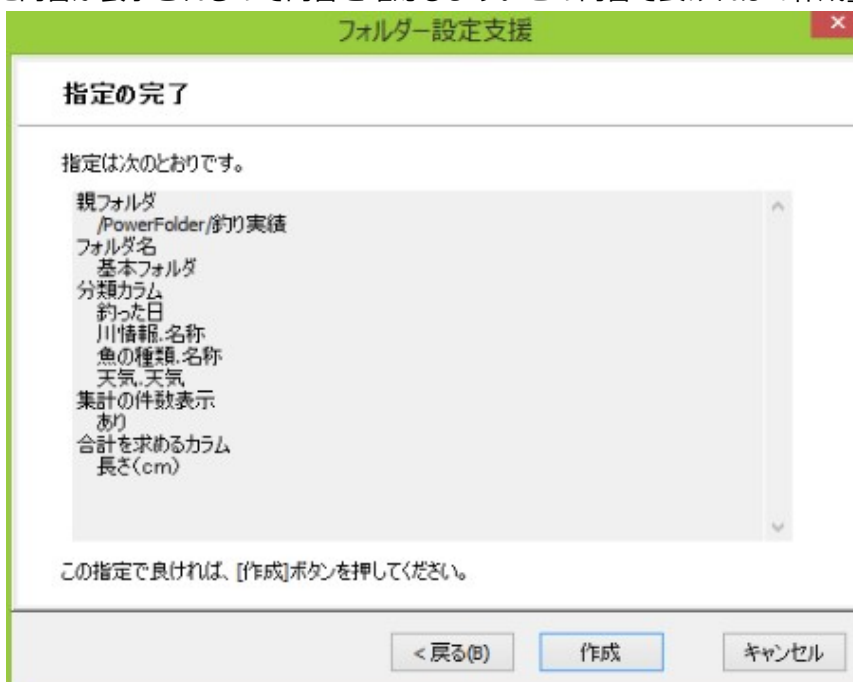 フォルダー設定支援
指定の完了
指定は次のとおりです。
親フォルダ
/PowerFolder/釣り実績
フォルダ名
基本フォルダ
分類カラム
釣った日
川情報.名称
魚の種類.名称
天気.天気
集計の件数表示
あり
合計を求めるカラム
長さ(cm)
この指定で良ければ、[作成]ボタンを押してください。
< 戻る(B)
作成
キャンセル